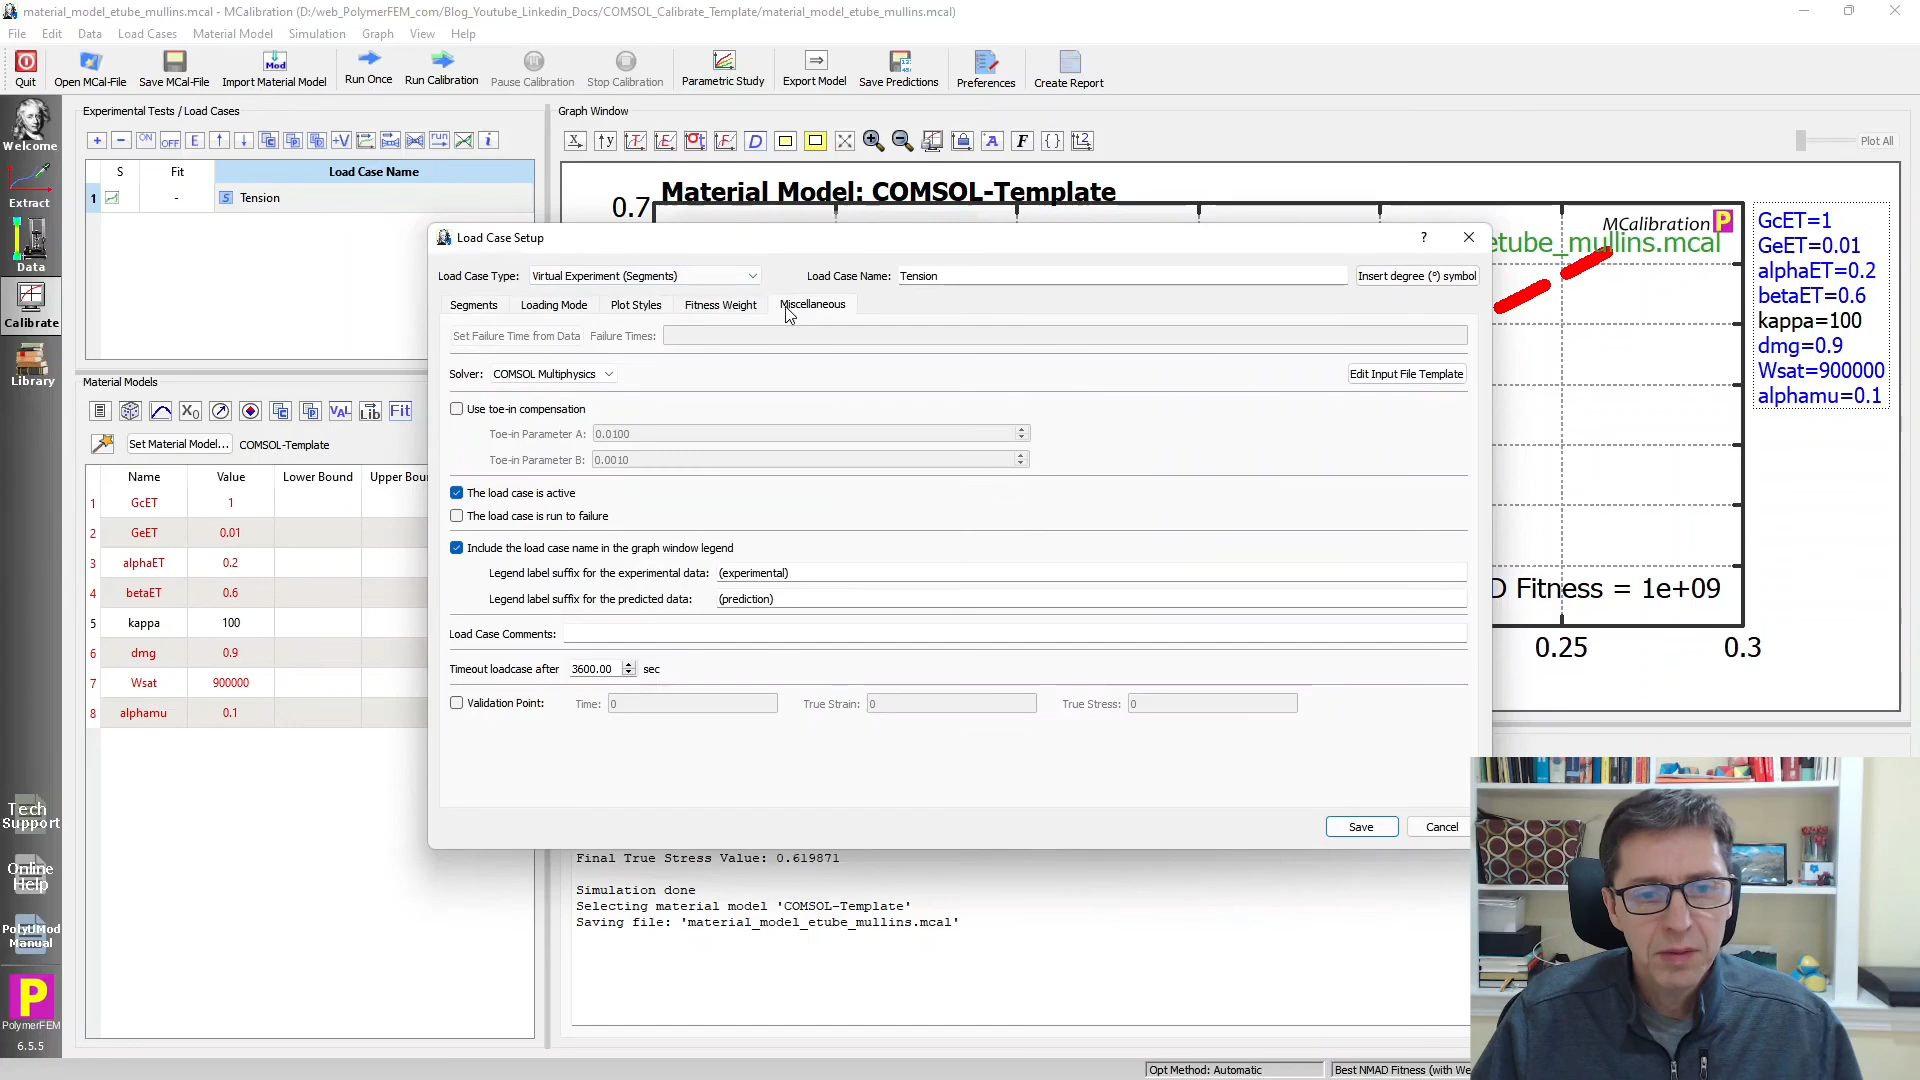 material_model_etube_mullins.mcal - MCalibration (D:/web_PolymerFEM_com/Blog_Youtube_Linkedin_Docs/COMSOL_Calibrate_Template/material_model_etube_mullins.mcal)
File Edit Data Load Cases Material Model Simulation Graph View Help
Quit Open MCal-File Save MCal-File Import Material Model Run Once Run Calibration Pause Calibration Stop Calibration Parametric Study Export Model Save Predictions Preferences Create Report
Mod
Welcome
Extract
Data
Calibrate
Library
Tech Support
Online Help
PolyUMod Manual
PolymerFEM
6.5.5
Experimental Tests / Load Cases
ON OFF E +V run
S Fit Load Case Name
1 - S Tension
Material Models
X0 VAL Lib Fit
Set Material Model... COMSOL-Template
Name Value Lower Bound Upper Bou
1 GcET 1
2 GeET 0.01
3 alphaET 0.2
4 betaET 0.6
5 kappa 100
6 dmg 0.9
7 Wsat 900000
8 alphamu 0.1
Graph Window
Plot All
Material Model: COMSOL-Template
0.7
MCalibration P
etube_mullins.mcal
GcET=1
GeET=0.01
alphaET=0.2
betaET=0.6
kappa=100
dmg=0.9
Wsat=900000
alphamu=0.1
D Fitness = 1e+09
0.25 0.3
Load Case Setup
Load Case Type: Virtual Experiment (Segments) Load Case Name: Tension Insert degree (º) symbol
Segments Loading Mode Plot Styles Fitness Weight Miscellaneous
Set Failure Time from Data Failure Times:
Solver: COMSOL Multiphysics Edit Input File Template
Use toe-in compensation
Toe-in Parameter A: 0.0100
Toe-in Parameter B: 0.0010
The load case is active
The load case is run to failure
Include the load case name in the graph window legend
Legend label suffix for the experimental data: (experimental)
Legend label suffix for the predicted data: (prediction)
Load Case Comments:
Timeout loadcase after 3600.00 sec
Validation Point: Time: 0 True Strain: 0 True Stress: 0
Save Cancel
Final True Stress Value: 0.619871
Simulation done
Selecting material model 'COMSOL-Template'
Saving file: 'material_model_etube_mullins.mcal'
Opt Method: Automatic Best NMAD Fitness (with We